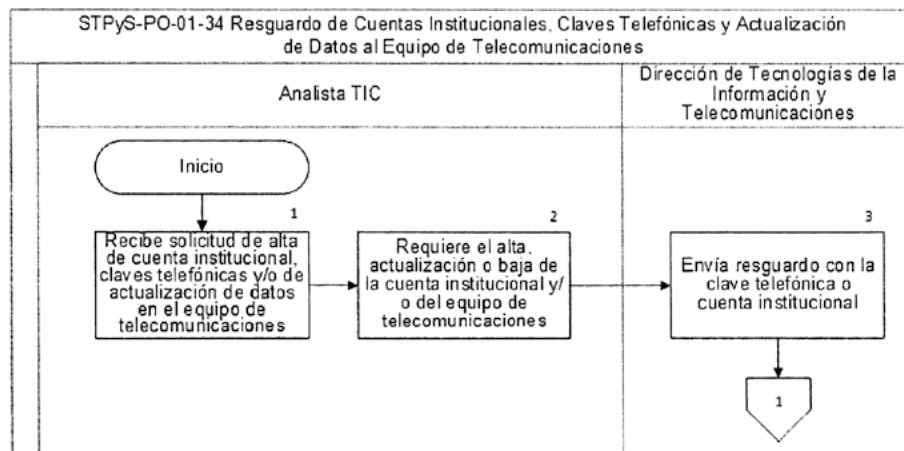 STPyS-PO-01-34 Resguardo de Cuentas Institucionales, Claves Telefónicas y Actualización
de Datos al Equipo de Telecomunicaciones
Analista TIC
Dirección de Tecnologías de la
Información y
Telecomunicaciones
Inicio
1
Recibe solicitud de alta
de cuenta institucional,
claves telefónicas y/o de
actualización de datos
en el equipo de
telecomunicaciones
2
Requiere el alta,
actualización o baja de
la cuenta institucional y/
o del equipo de
telecomunicaciones
3
Envía resguardo con la
clave telefónica o
cuenta institucional
1